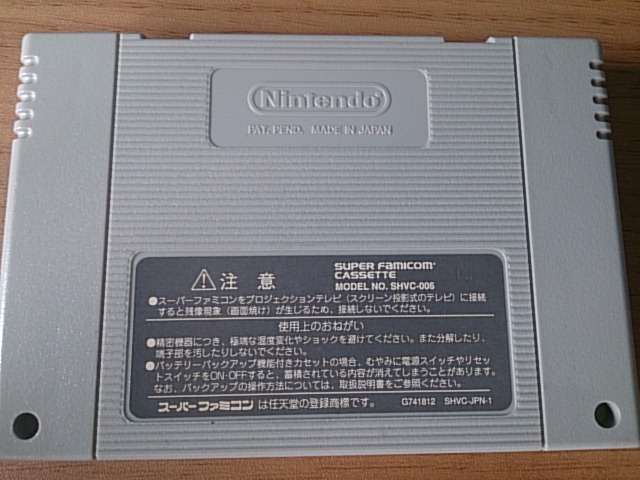 Nintendo
PAT. PEND. MADE IN JAPAN
⚠注意
SUPER FAMICOM
CASSETTE
MODEL NO. SHVC-006
●スーパーファミコンをプロジェクションテレビ(スクリーン投影式のテレビ)に接続
すると残像現象(画面焼け)が生じるため、接続しないでください。
使用上のおねがい
●精密機器につき、極端な温度変化やショックを避けてください。また分解したり、
端子部を汚したりしないでください。
●バッテリーバックアップ機能付きカセットの場合、むやみに電源スイッチやリセッ
トスイッチをON・OFFすると、蓄積されている内容が消えてしまうことがあります。
なお、バックアップの操作方法については、取扱説明書をご参照ください。
スーパーファミコンは任天堂の登録商標です。 G741812 SHVC-JPN-1